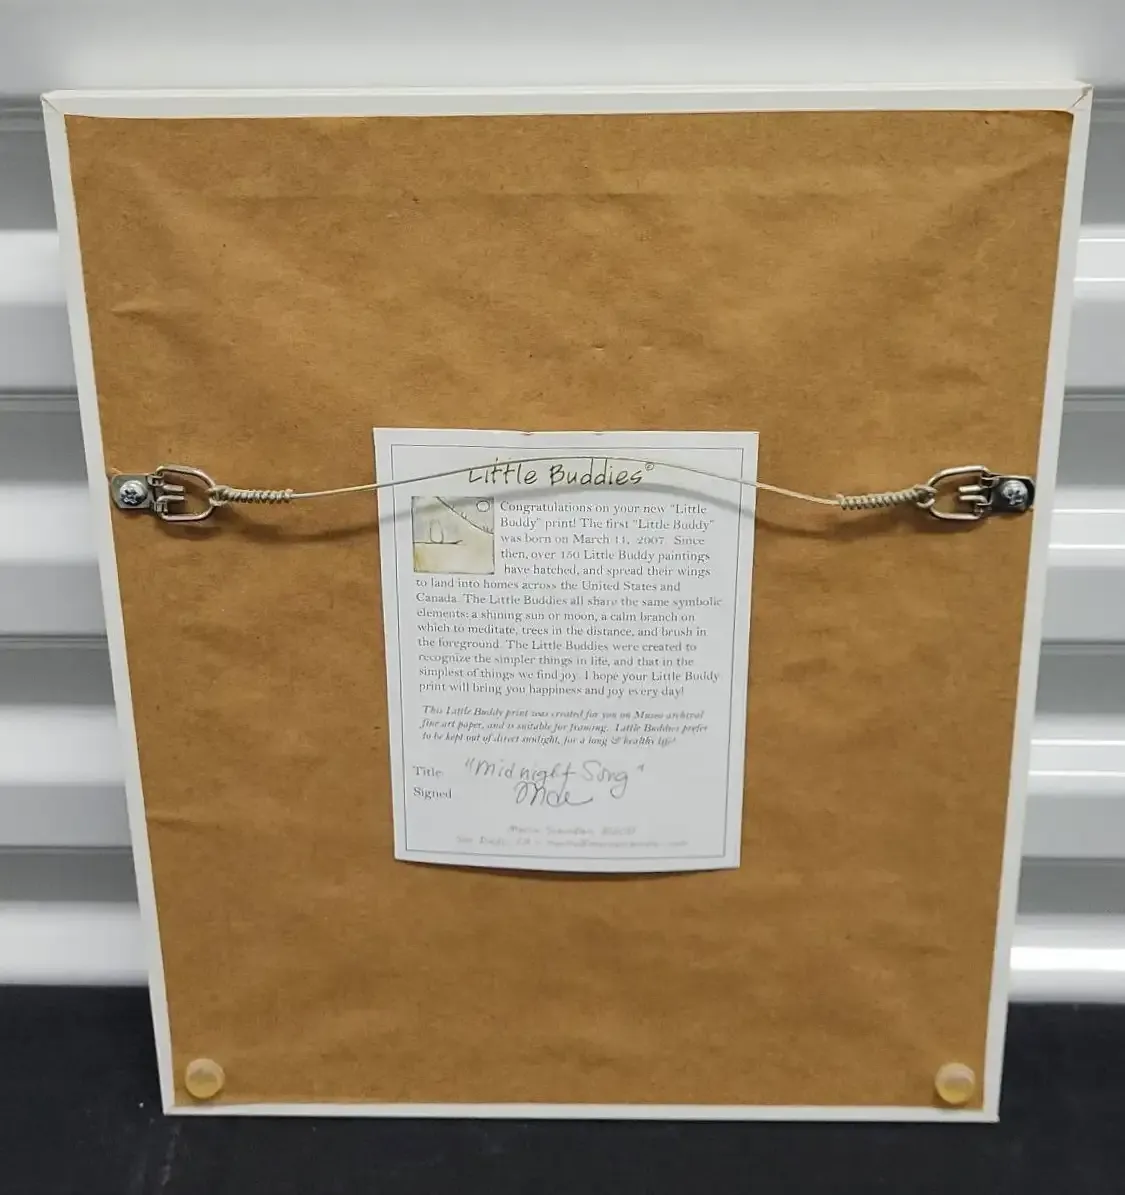 Little Buddies©
Congratulations on your new "Little
Buddy" print! The first "Little Buddy"
was born on March 11, 2007. Since
then, over 150 Little Buddy paintings
have hatched, and spread their wings
to land into homes across the United States and
Canada. The Little Buddies all share the same symbolic
elements: a shining sun or moon, a calm branch on
which to meditate, trees in the distance, and brush in
the foreground. The Little Buddies were created to
recognize the simpler things in life, and that in the
simplest of things we find joy. I hope your Little Buddy
print will bring you happiness and joy every day!
This Little Buddy print was created for you on Museo archival
fine art paper, and is suitable for framing. Little Buddies prefer
to be kept out of direct sunlight, for a long & healthy life!
Title "Midnight Song"
Signed